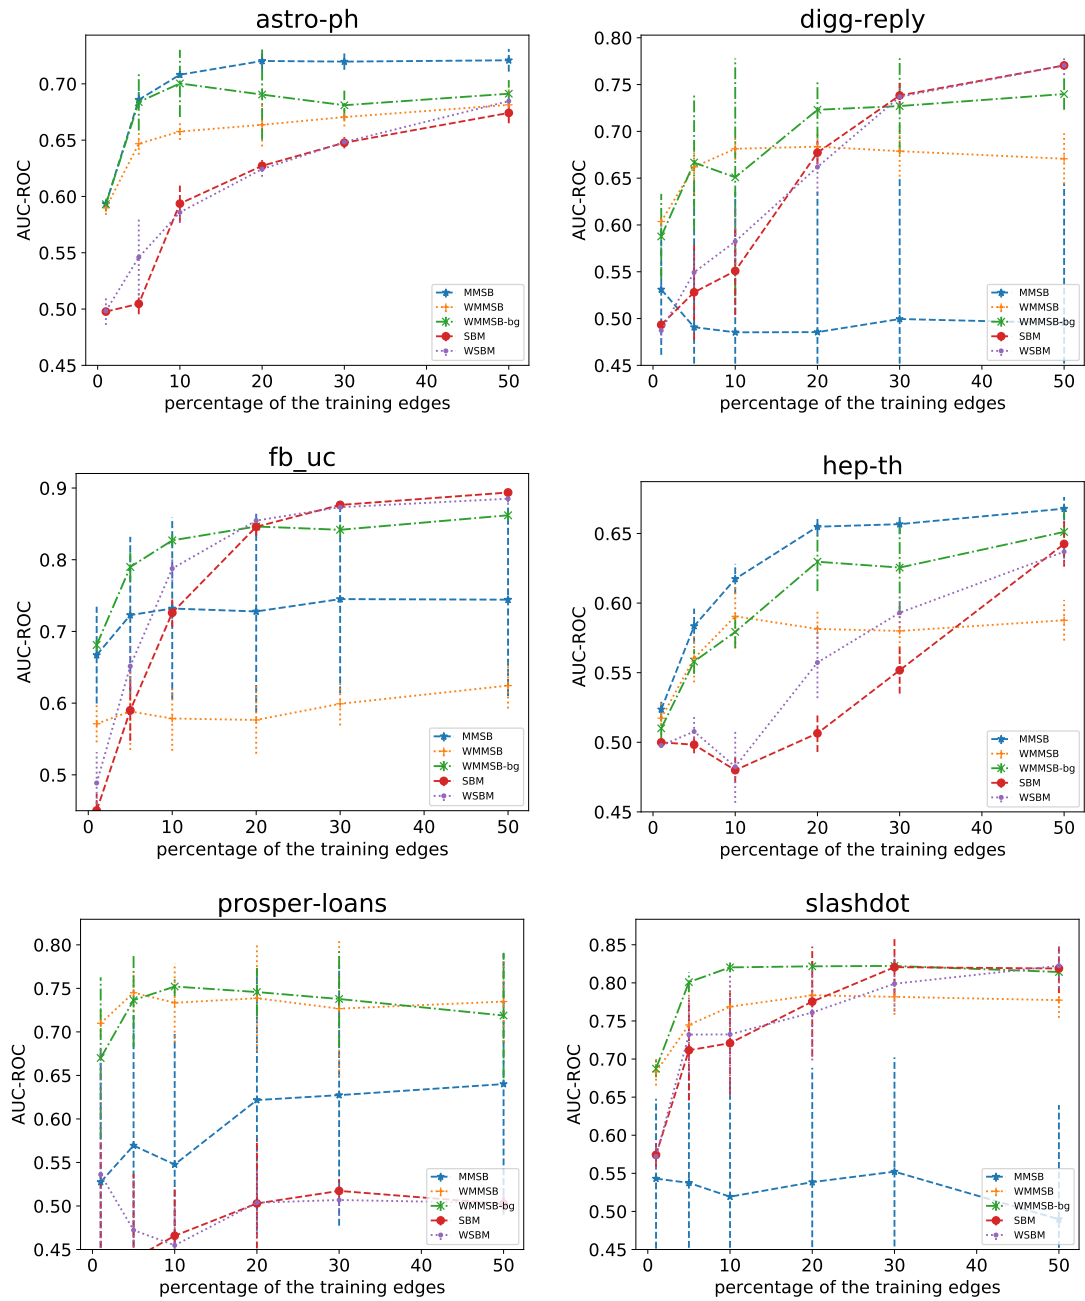 astro-ph
0.70
0.65
0.60
0.55
0.50
0.45
AUC-ROC
0 10 20 30 40 50
percentage of the training edges
MMSB
WMMSB
WMMSB-bg
SBM
WSBM
digg-reply
0.80
0.75
0.70
0.65
0.60
0.55
0.50
0.45
AUC-ROC
0 10 20 30 40 50
percentage of the training edges
MMSB
WMMSB
WMMSB-bg
SBM
WSBM
fb_uc
0.9
0.8
0.7
0.6
0.5
AUC-ROC
0 10 20 30 40 50
percentage of the training edges
MMSB
WMMSB
WMMSB-bg
SBM
WSBM
hep-th
0.65
0.60
0.55
0.50
0.45
AUC-ROC
0 10 20 30 40 50
percentage of the training edges
MMSB
WMMSB
WMMSB-bg
SBM
WSBM
prosper-loans
0.80
0.75
0.70
0.65
0.60
0.55
0.50
0.45
AUC-ROC
0 10 20 30 40 50
percentage of the training edges
MMSB
WMMSB
WMMSB-bg
SBM
WSBM
slashdot
0.85
0.80
0.75
0.70
0.65
0.60
0.55
0.50
0.45
AUC-ROC
0 10 20 30 40 50
percentage of the training edges
MMSB
WMMSB
WMMSB-bg
SBM
WSBM